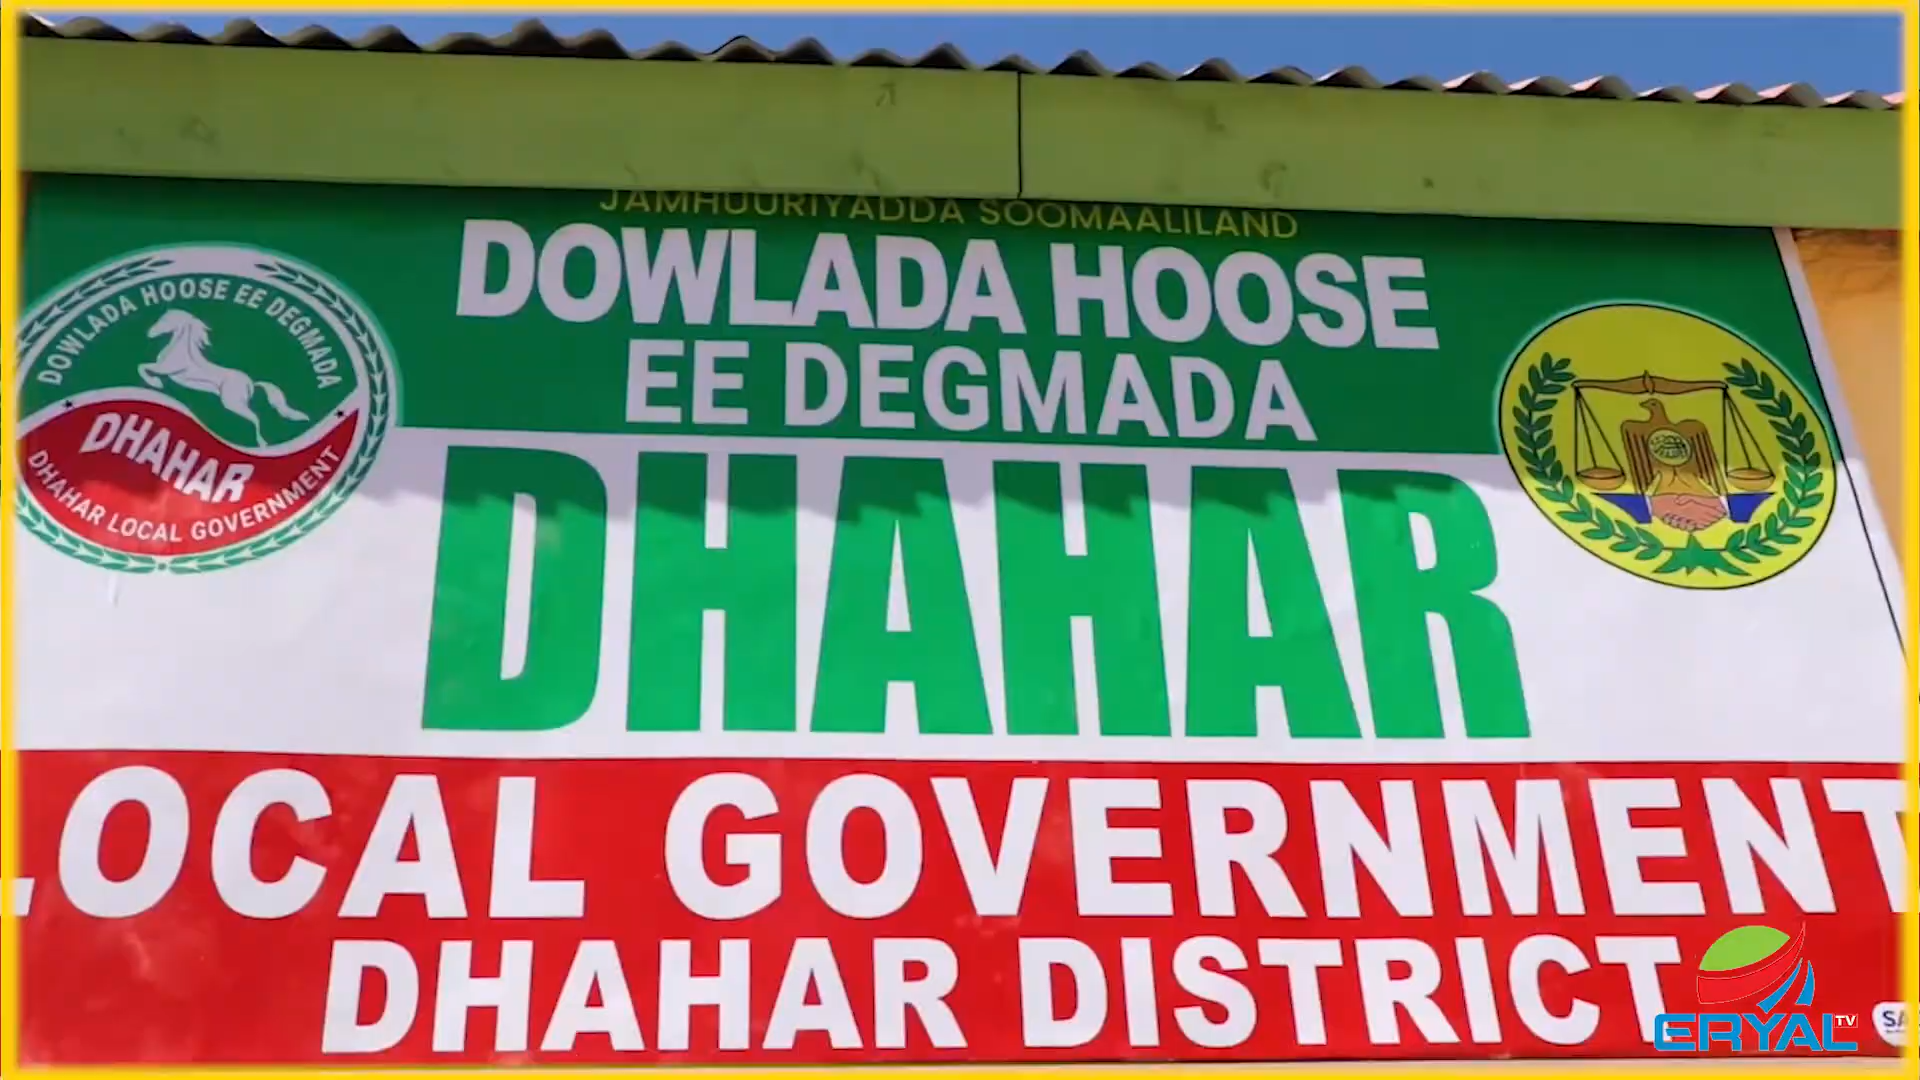 JAMHUURIYADDA SOOMAALILAND
DOWLADA HOOSE
EE DEGMADA
DHAHAR
LOCAL GOVERNMENT
DHAHAR DISTRICT
DOWLADA HOOSE EE DEGMADA
DHAHAR
DHAHAR LOCAL GOVERNMENT
ERYAL TV